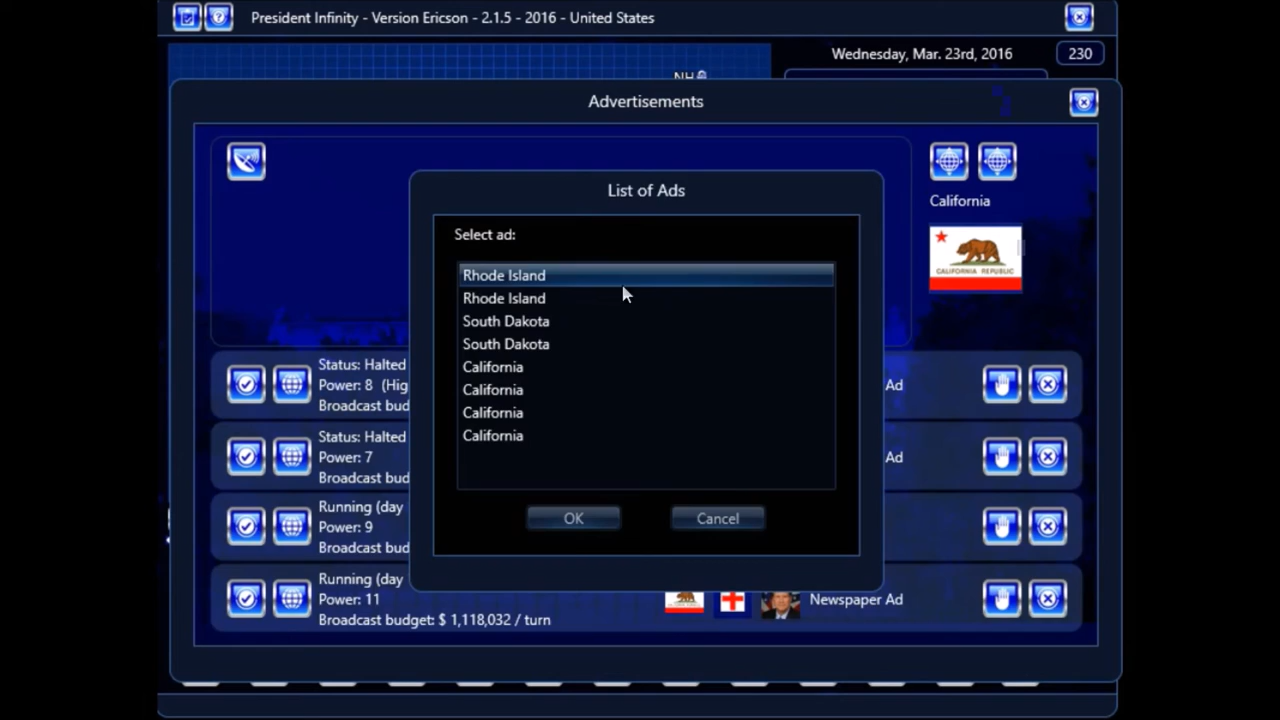 President Infinity - Version Ericson - 2.1.5 - 2016 - United States
Wednesday, Mar. 23rd, 2016
230
NH
Advertisements
California
CALIFORNIA REPUBLIC
List of Ads
Select ad:
Rhode Island
Rhode Island
South Dakota
South Dakota
California
California
California
California
OK
Cancel
Status: Halted
Power: 8 (Hig
Ad
Broadcast bud
Status: Halted
Power: 7
Ad
Broadcast bud
Running (day
Power: 9
Broadcast bud
Running (day
Power: 11
Newspaper Ad
Broadcast budget: $ 1,118,032 / turn